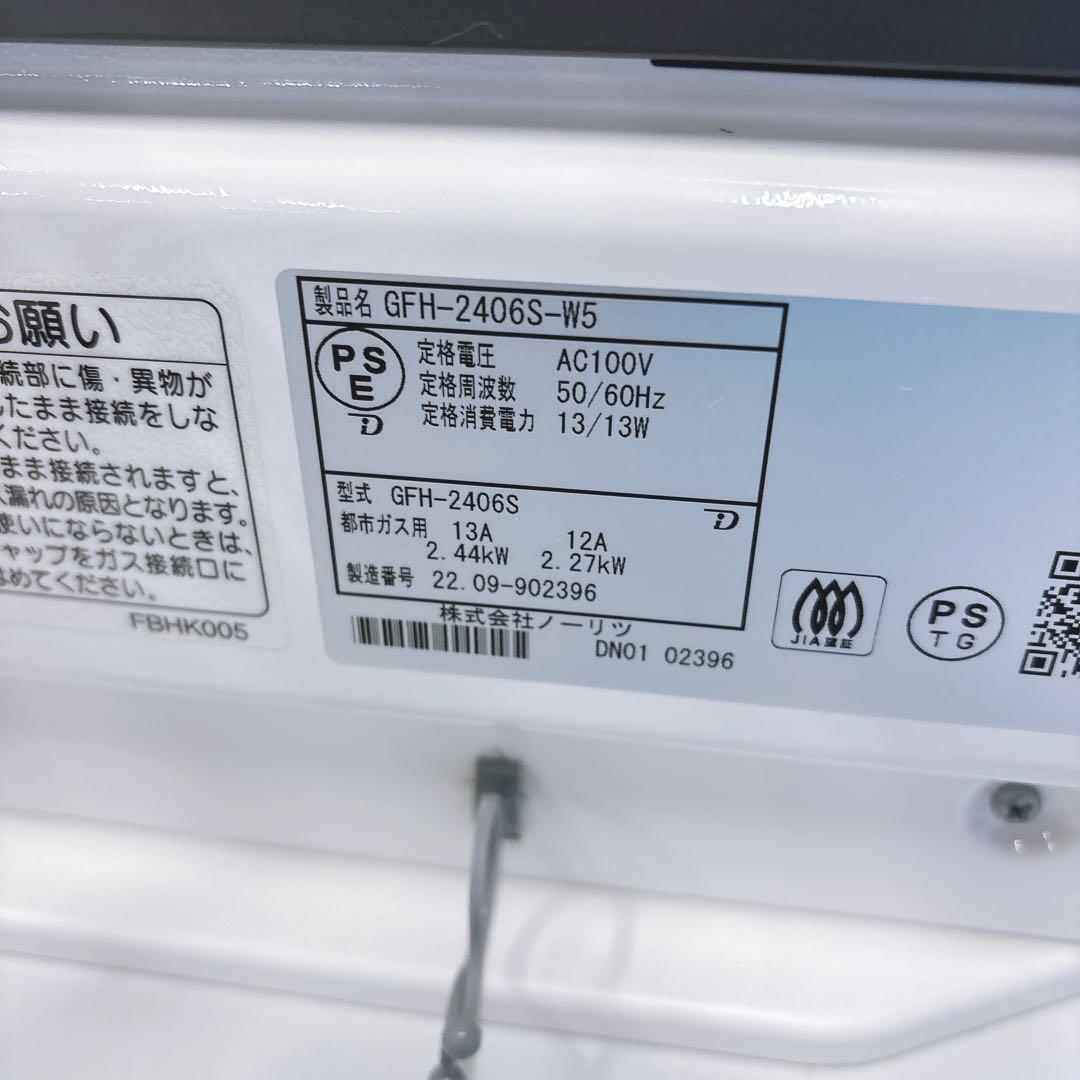 お願い
続部に傷・異物が
したまま接続をしな
ください。
まま接続されますと、
漏れの原因となります。
使いにならないときは、
ャップをガス接続口に
はめてください。
FBHK005
製品名 GFH-2406S-W5
PSE
定格電圧 AC100V
定格周波数 50/60Hz
定格消費電力 13/13W
型式 GFH-2406S
都市ガス用 13A 12A
2.44kW 2.27kW
製造番号 22.09-902396
株式会社ノーリツ
DN01 02396
JIA認証
PS
TG